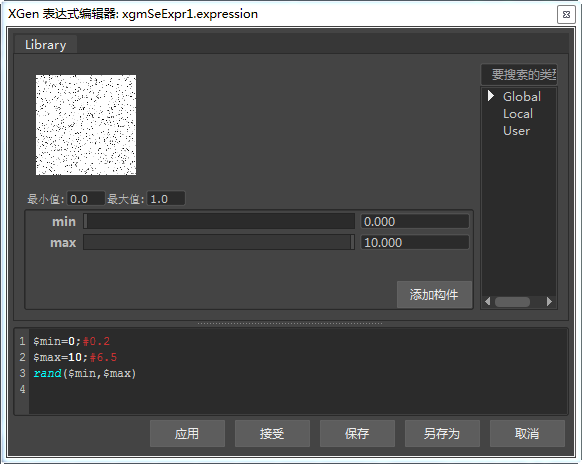 XGen 表达式编辑器: xgmSeExpr1.expression
Library
要搜索的类型
Global
Local
User
最小值: 0.0 最大值: 1.0
min 0.000
max 10.000
添加构件
1 $min=0;#0.2
2 $max=10;#6.5
3 rand($min,$max)
4
应用 接受 保存 另存为 取消